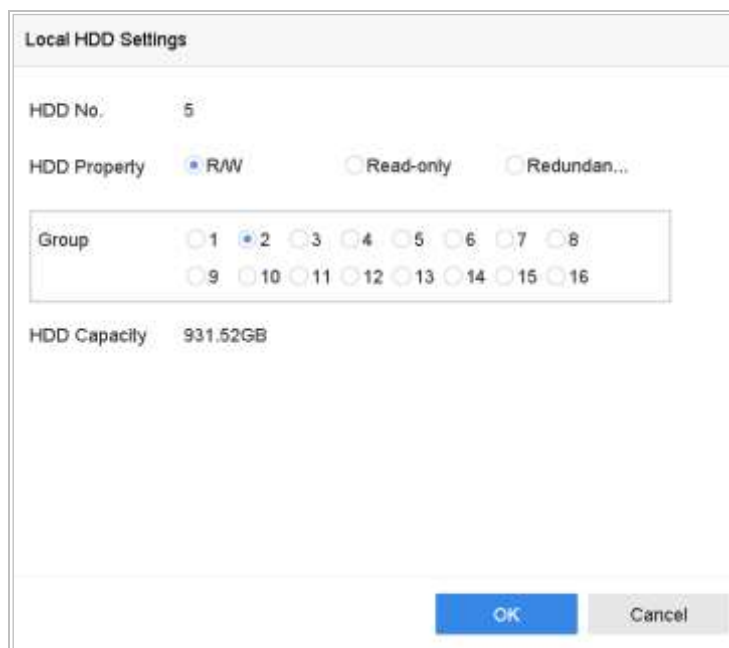 Local HDD Settings
HDD No. 5
HDD Property R/W Read-only Redundan...
Group 1 2 3 4 5 6 7 8
9 10 11 12 13 14 15 16
HDD Capacity 931.52GB
OK Cancel